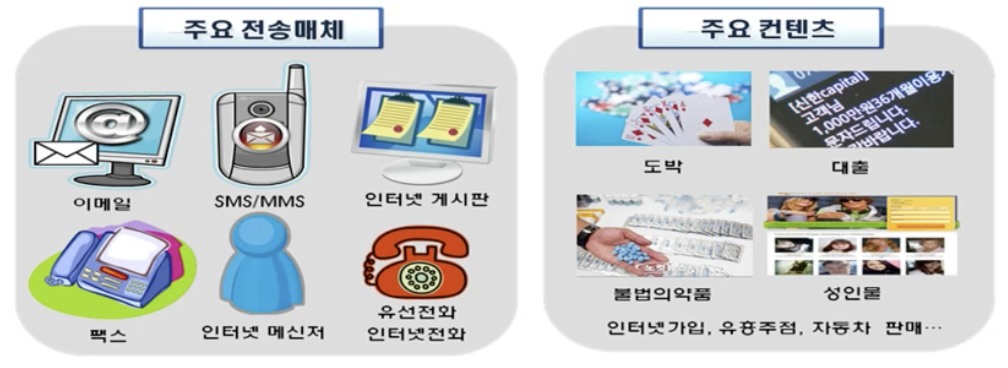 주요 전송매체
이메일
SMS/MMS
인터넷 게시판
팩스
인터넷 메신저
유선전화
인터넷전화
주요 컨텐츠
도박
[신한capital]
고객님
1,000만원36개월이용
문자드립니다.
대출
불법의약품
성인물
인터넷가입, 유흥주점, 자동차 판매…